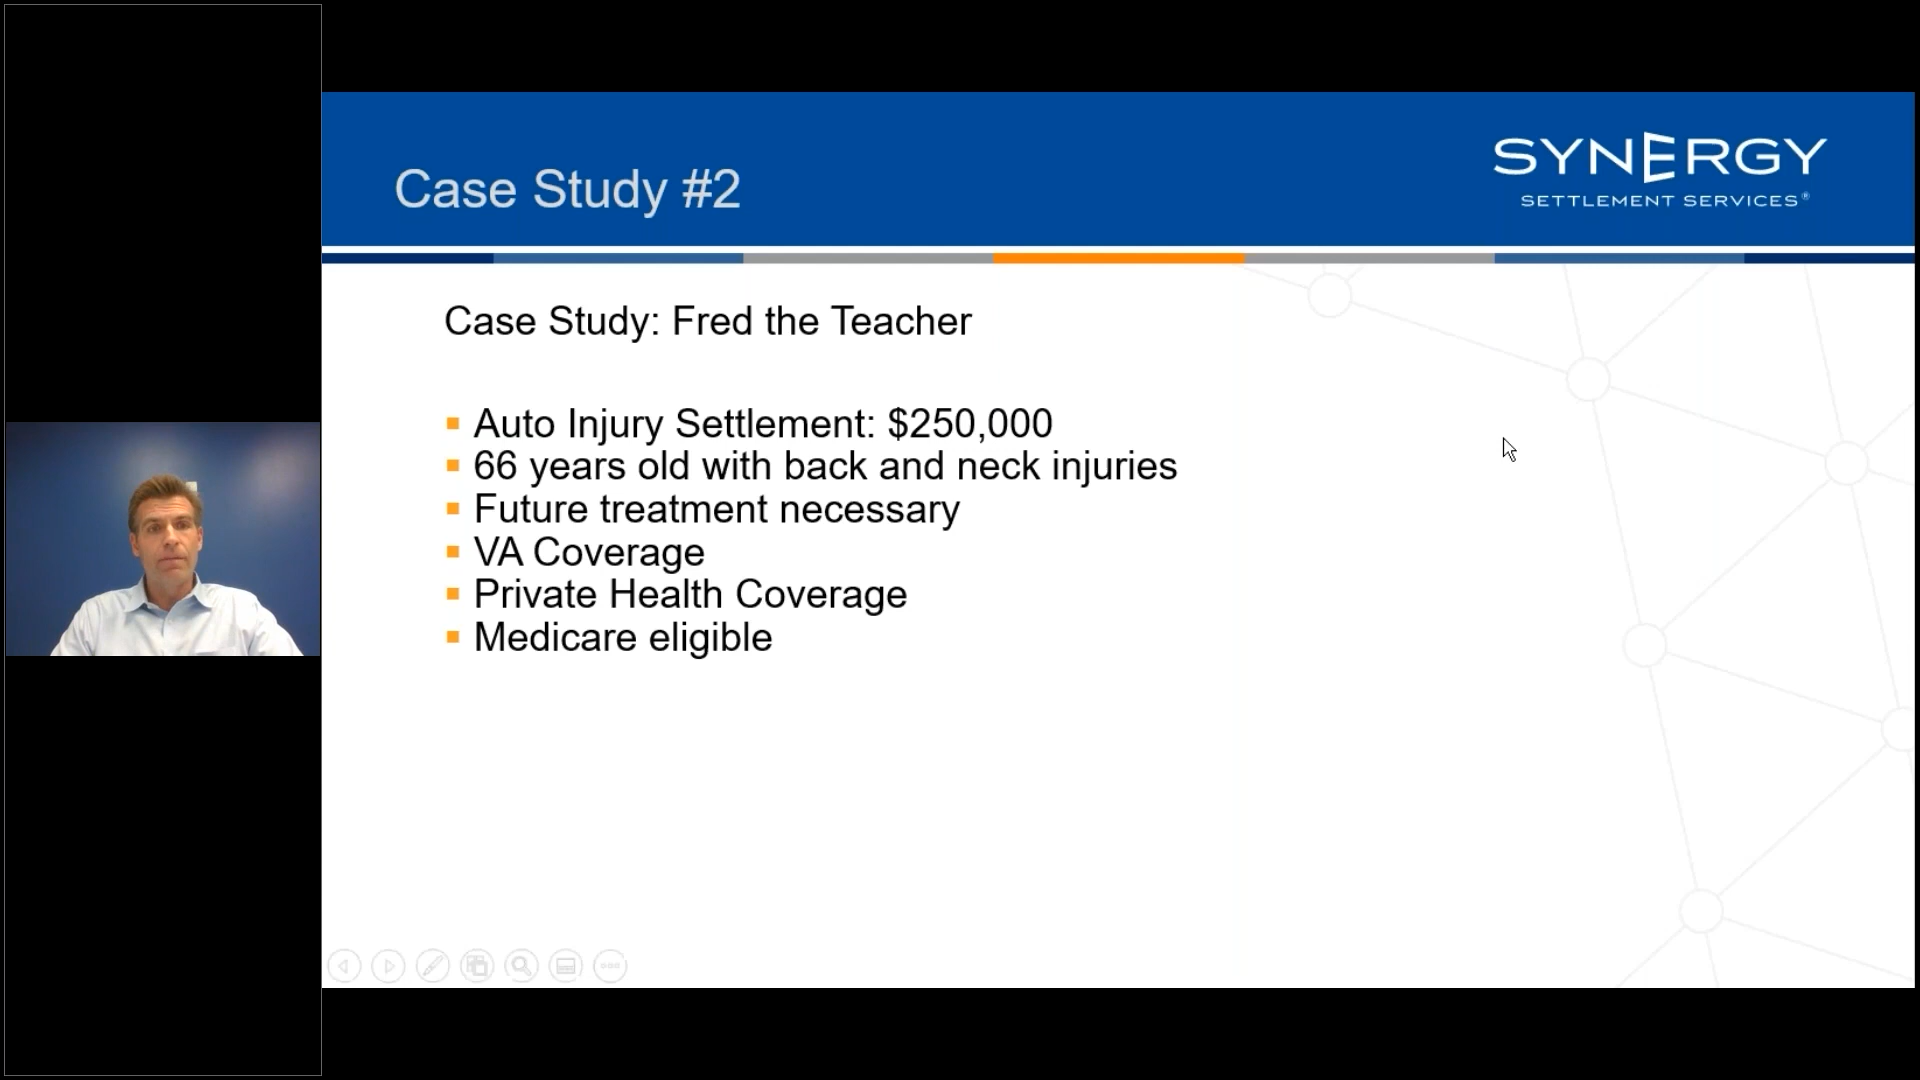 Case Study #2
SYNERGY
SETTLEMENT SERVICES®
Case Study: Fred the Teacher
Auto Injury Settlement: $250,000
66 years old with back and neck injuries
Future treatment necessary
VA Coverage
Private Health Coverage
Medicare eligible